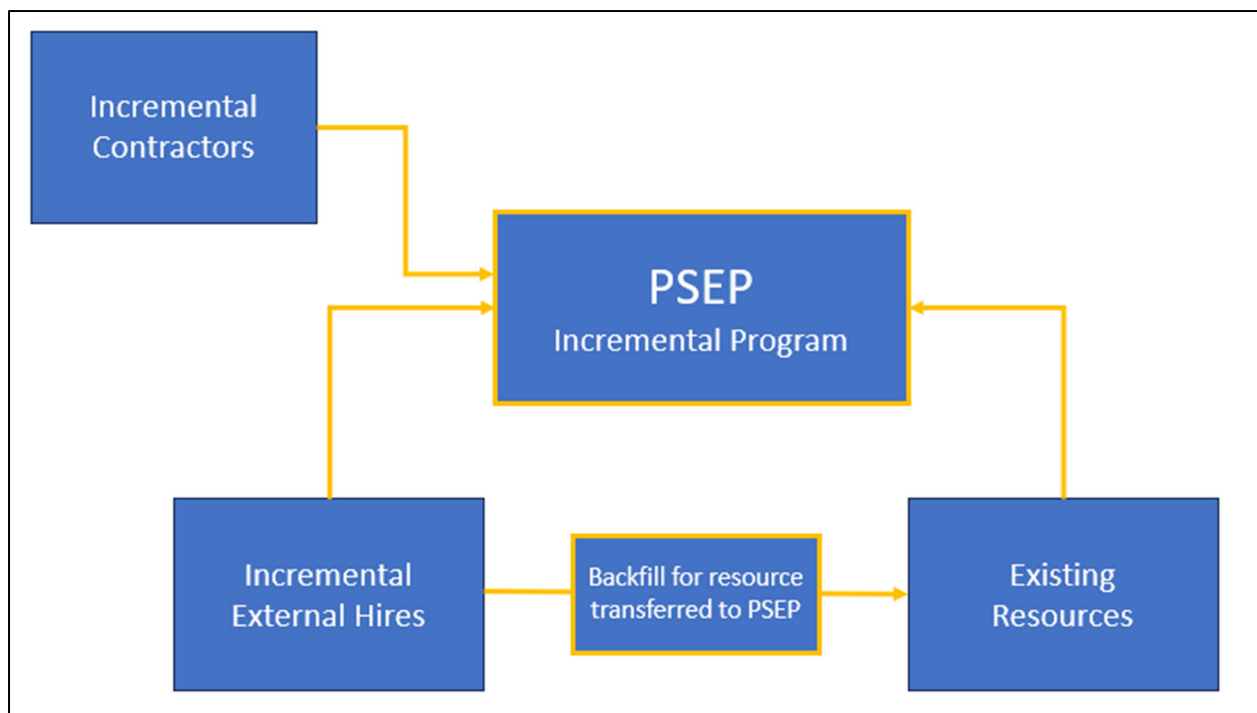 Incremental
Contractors
PSEP
Incremental Program
Incremental
External Hires
Backfill for resource
transferred to PSEP
Existing
Resources